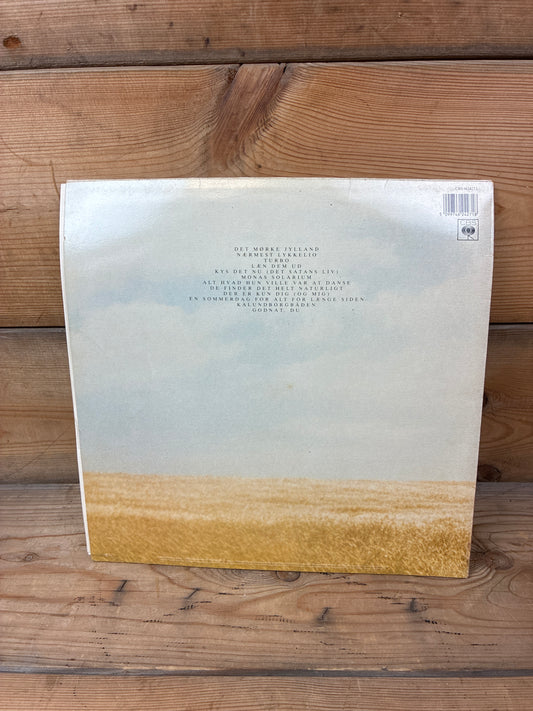 CBS
DET MØRKE JYLLAND
NÆRMEST LYKKELIG
TURBO
LÆN DEM UD
KYS DET NU (DET SATANS LIV)
MONAS SOLARIUM
ALT HVAD HUN VILLE VAR AT DANSE
DE FINDER DET HELT NATURLIGT
DER ER KUN DIG (OG MIG)
EN SOMMERDAG FOR ALT FOR LÆNGE SIDEN
KALUNDBORGBÅDEN
GODNAT, DU